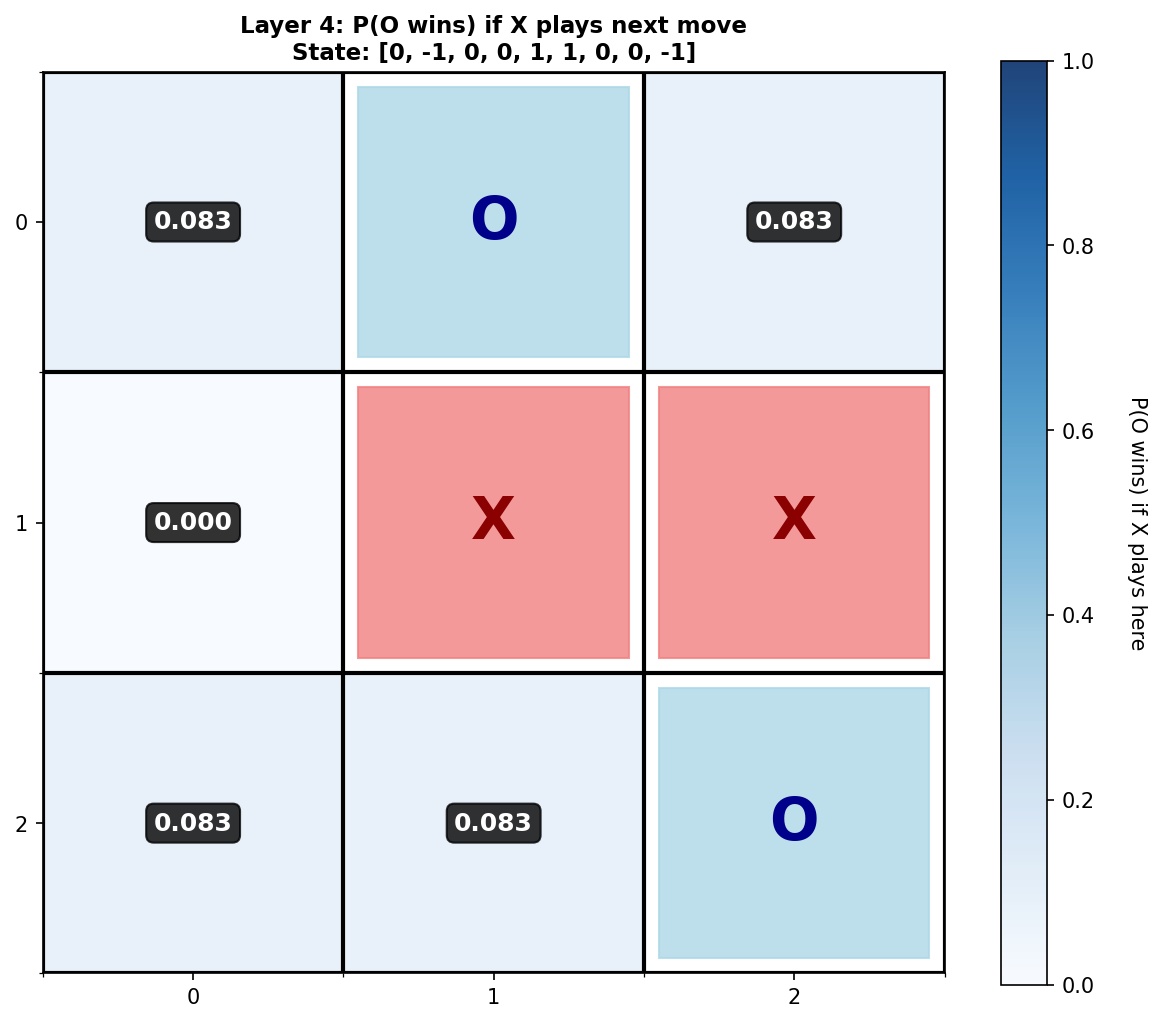 Layer 4: P(O wins) if X plays next move
State: [0, -1, 0, 0, 1, 1, 0, 0, -1]
0
0.083
O
0.083
1
0.000
X
X
2
0.083
0.083
O
0
1
2
1.0
0.8
0.6
0.4
0.2
0.0
P(O wins) if X plays here